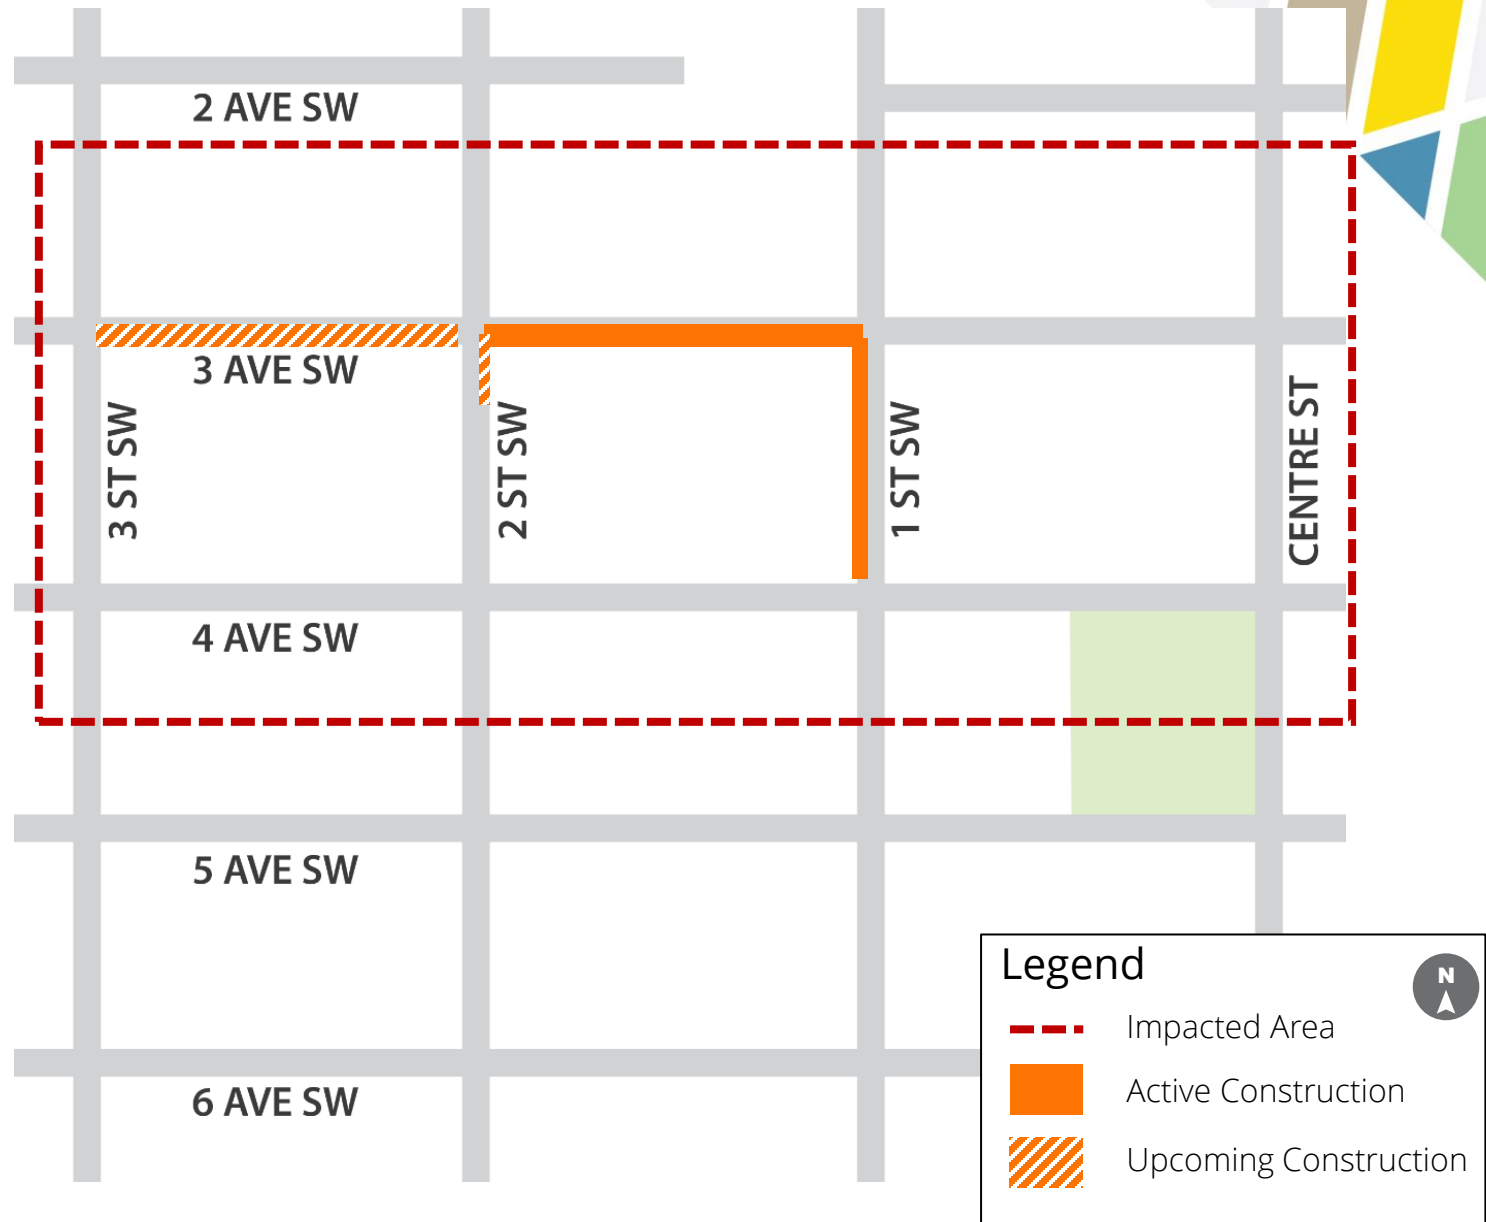 2 AVE SW
3 AVE SW
3 ST SW
2 ST SW
1 ST SW
CENTRE ST
4 AVE SW
5 AVE SW
6 AVE SW
Legend
N
Impacted Area
Active Construction
Upcoming Construction